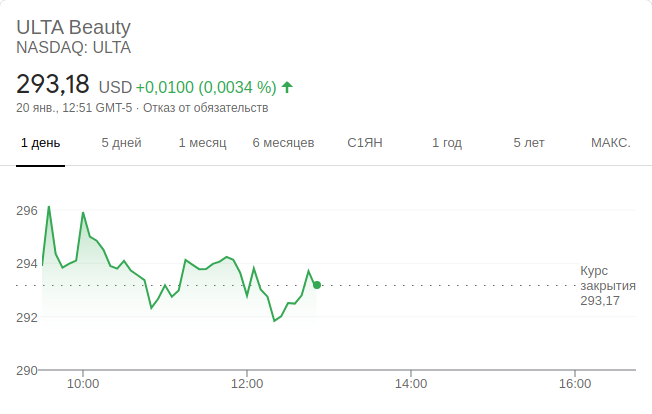 ULTA Beauty
NASDAQ: ULTA
293,18 USD +0,0100 (0,0034 %)
20 янв., 12:51 GMT-5 · Отказ от обязательств
1 день 5 дней 1 месяц 6 месяцев С1ЯН 1 год 5 лет МАКС.
296
294
Курс
закрытия
293,17
292
290
10:00 12:00 14:00 16:00